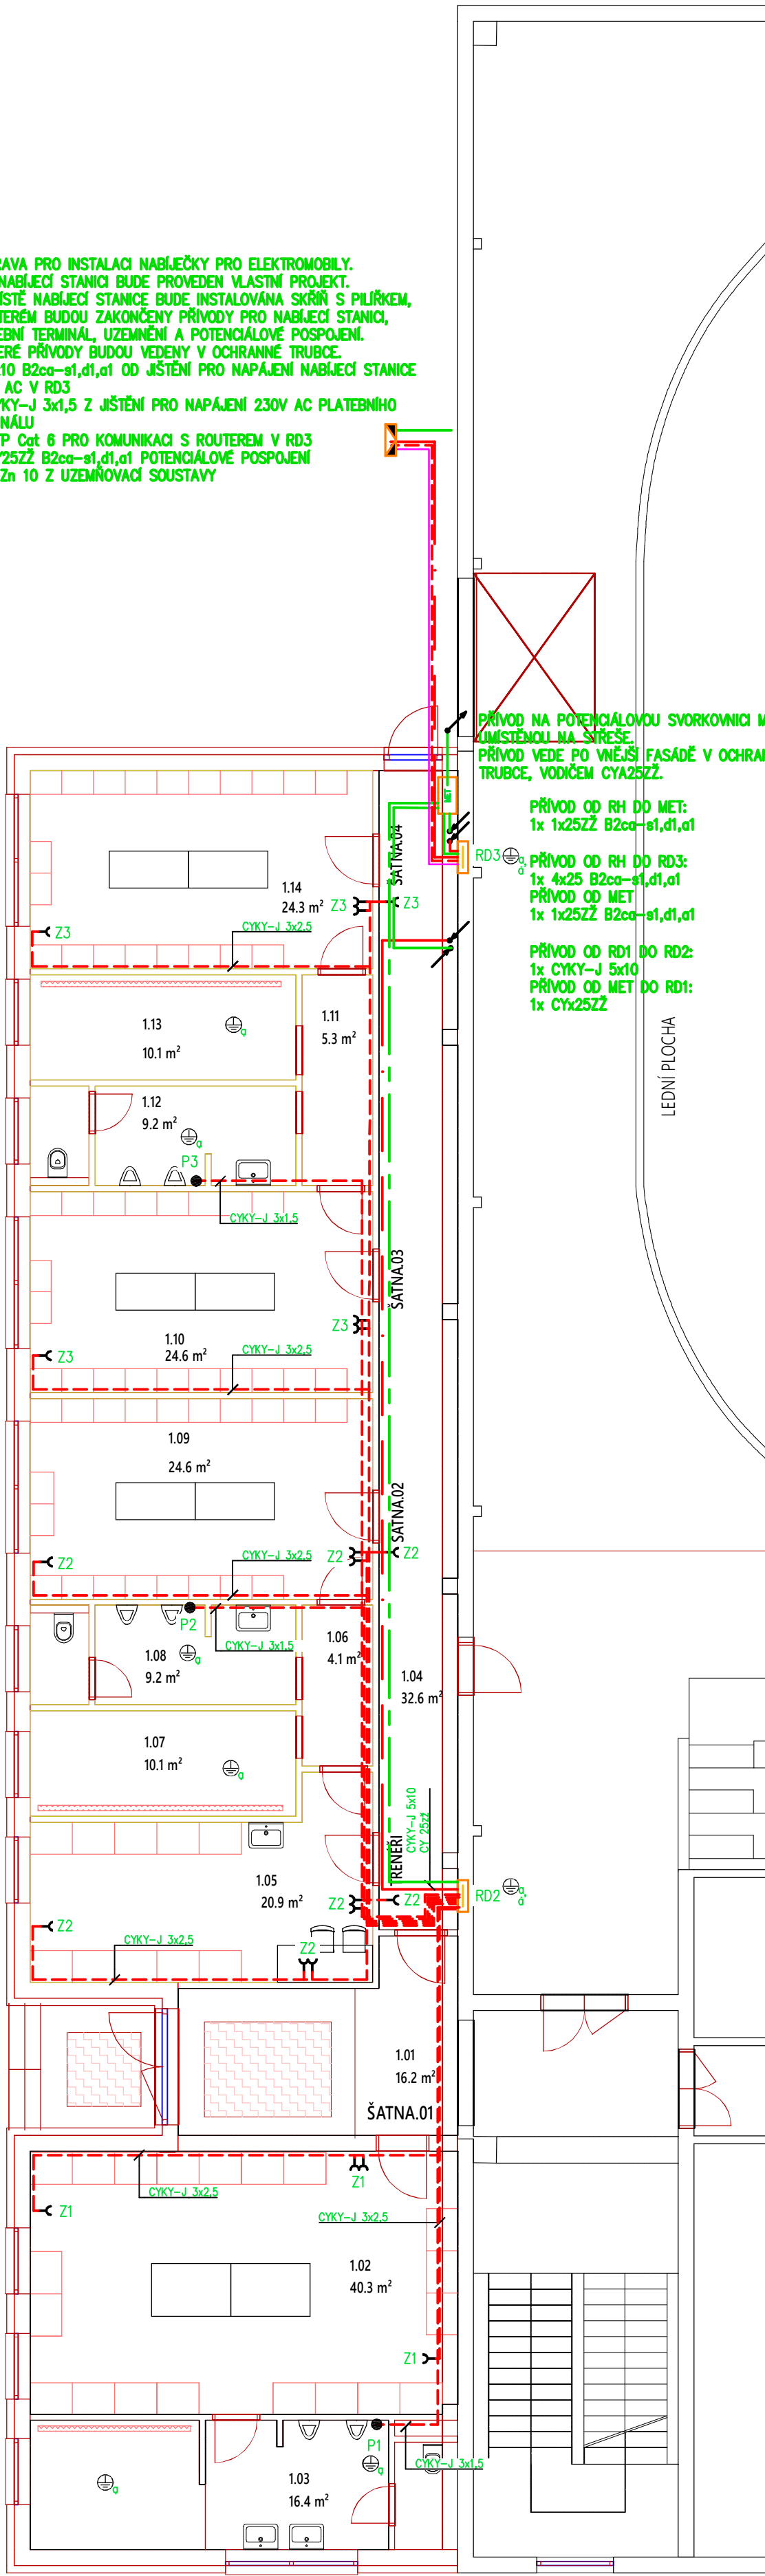 RAVA PRO INSTALACI NABÍJEČKY PRO ELEKTROMOBILY.
NABÍJECÍ STANICI BUDE PROVEDEN VLASTNÍ PROJEKT.
ÍSTĚ NABÍJECÍ STANICE BUDE INSTALOVÁNA SKŘÍŇ S PILÍŘKEM,
TERÉM BUDOU ZAKONČENY PŘÍVODY PRO NABÍJECÍ STANICI,
EBNÍ TERMINÁL, UZEMNĚNÍ A POTENCIÁLOVÉ POSPOJENÍ.
ERÉ PŘÍVODY BUDOU VEDENY V OCHRANNÉ TRUBCE.
10 B2ca-s1,d1,a1 OD JIŠTĚNÍ PRO NAPÁJENÍ NABÍJECÍ STANICE
AC V RD3
YKY-J 3x1,5 Z JIŠTĚNÍ PRO NAPÁJENÍ 230V AC PLATEBNÍHO
NÁLU
TP Cat 6 PRO KOMUNIKACI S ROUTEREM V RD3
Y25ZŽ B2ca-s1,d1,a1 POTENCIÁLOVÉ POSPOJENÍ
Zn 10 Z UZEMŇOVACÍ SOUSTAVY
PŘÍVOD NA POTENCIÁLOVOU SVORKOVNICI M
UMÍSTĚNOU NA STŘEŠE.
PŘÍVOD VEDE PO VNĚJŠÍ FASÁDĚ V OCHRAN
TRUBCE, VODIČEM CYA25ZŽ.
MET
PŘÍVOD OD RH DO MET:
1x 1x25ZŽ B2ca-s1,d1,a1
RD3
a,
a
PŘÍVOD OD RH DO RD3:
1x 4x25 B2ca-s1,d1,a1
PŘÍVOD OD MET
1x 1x25ZŽ B2ca-s1,d1,a1
PŘÍVOD OD RD1 DO RD2:
1x CYKY-J 5x10
PŘÍVOD OD MET DO RD1:
1x CYx25ZŽ
LEDNÍ PLOCHA
ŠATNA.04
1.14
24.3 m²
Z3
Z3
Z3
CYKY-J 3x2,5
1.13
10.1 m²
a
1.11
5.3 m²
1.12
9.2 m²
a
P3
CYKY-J 3x1,5
ŠATNA.03
Z3
1.10
24.6 m²
Z3
CYKY-J 3x2,5
1.09
24.6 m²
ŠATNA.02
Z2
Z2
Z2
CYKY-J 3x2,5
P2
CYKY-J 3x1,5
1.06
4.1 m²
1.08
9.2 m²
a
1.04
32.6 m²
1.07
10.1 m²
a
CYKY-J 5x10
CY 25zž
TRENÉŘI
1.05
20.9 m²
Z2
Z2
RD2
a,
a
Z2
Z2
CYKY-J 3x2,5
1.01
16.2 m²
ŠATNA.01
Z1
Z1
CYKY-J 3x2,5
CYKY-J 3x2,5
1.02
40.3 m²
Z1
P1
a
CYKY-J 3x1,5
1.03
16.4 m²
a